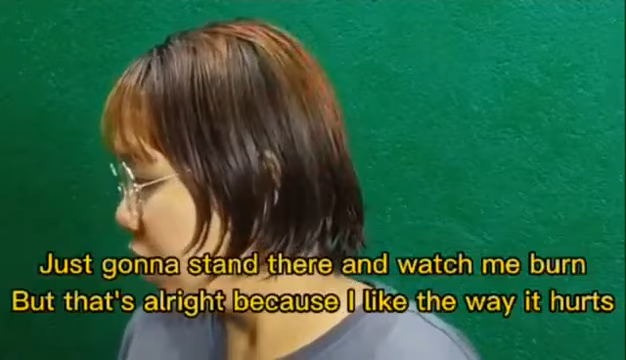 Just gonna stand there and watch me burn
But that's alright because I like the way it hurts